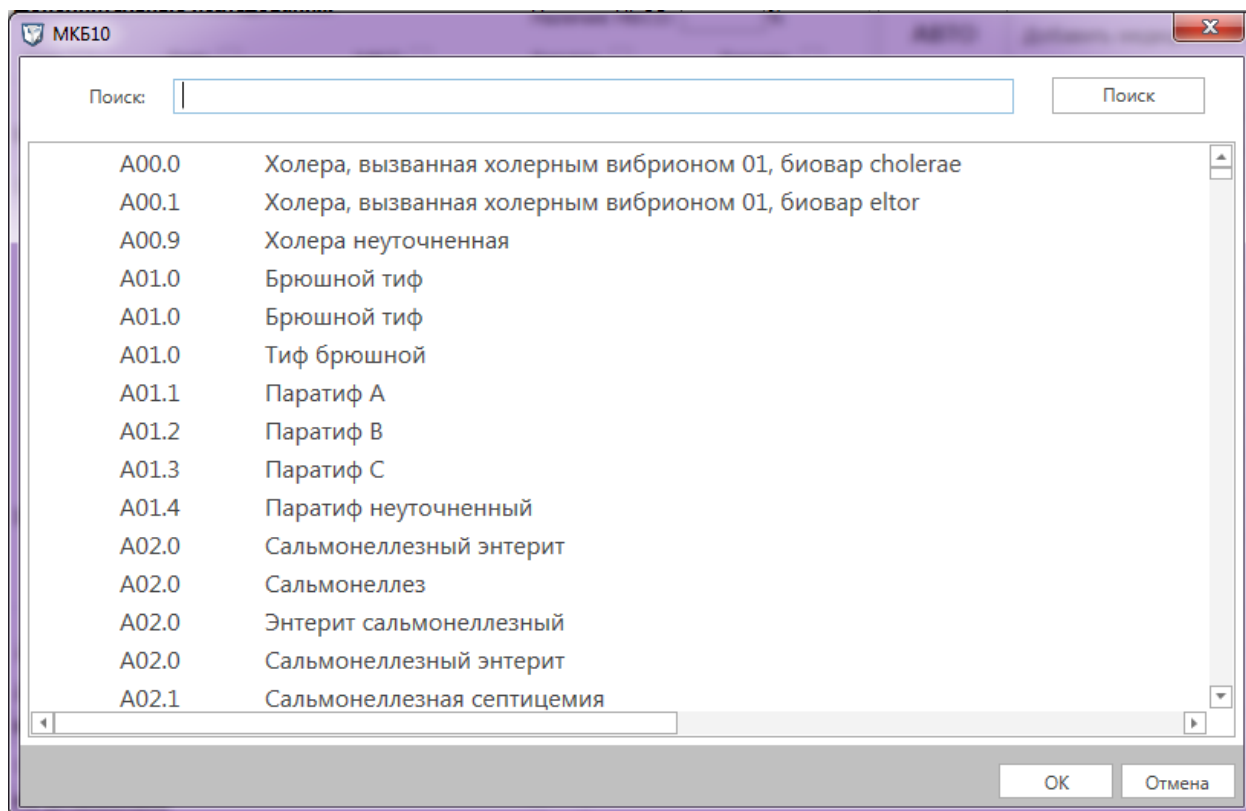 МКБ10
АВТО
Поиск:
Поиск
A00.0 Холера, вызванная холерным вибрионом 01, биовар cholerae
A00.1 Холера, вызванная холерным вибрионом 01, биовар eltor
A00.9 Холера неуточненная
A01.0 Брюшной тиф
A01.0 Брюшной тиф
A01.0 Тиф брюшной
A01.1 Паратиф A
A01.2 Паратиф B
A01.3 Паратиф C
A01.4 Паратиф неуточненный
A02.0 Сальмонеллезный энтерит
A02.0 Сальмонеллез
A02.0 Энтерит сальмонеллезный
A02.0 Сальмонеллезный энтерит
A02.1 Сальмонеллезная септицемия
ОК
Отмена